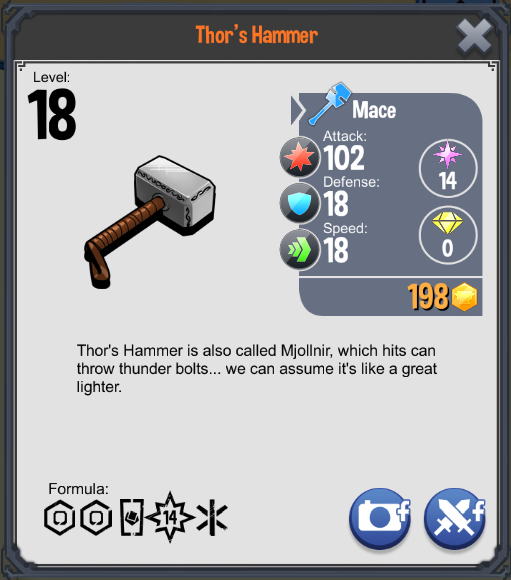 Thor's Hammer
Level:
18
Mace
Attack:
102
14
Defense:
18
Speed:
18
0
198
Thor's Hammer is also called Mjollnir, which hits can
throw thunder bolts... we can assume it's like a great
lighter.
Formula:
14
f
f